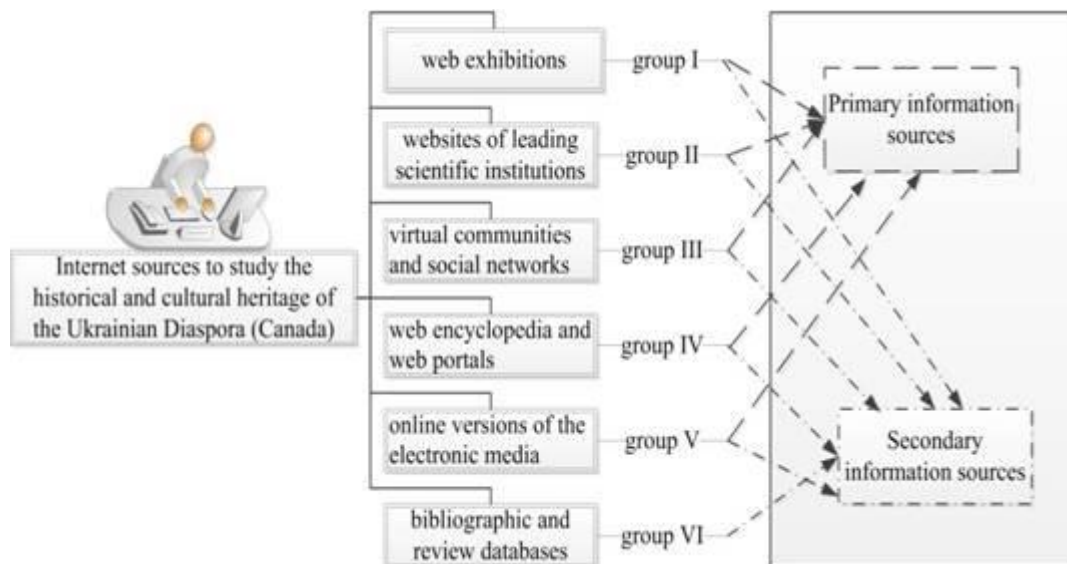 Internet sources to study the
historical and cultural heritage of
the Ukrainian Diaspora (Canada)
web exhibitions
group I
websites of leading
scientific institutions
group II
virtual communities
and social networks
group III
web encyclopedia and
web portals
group IV
online versions of the
electronic media
group V
bibliographic and
review databases
group VI
Primary information
sources
Secondary
information sources